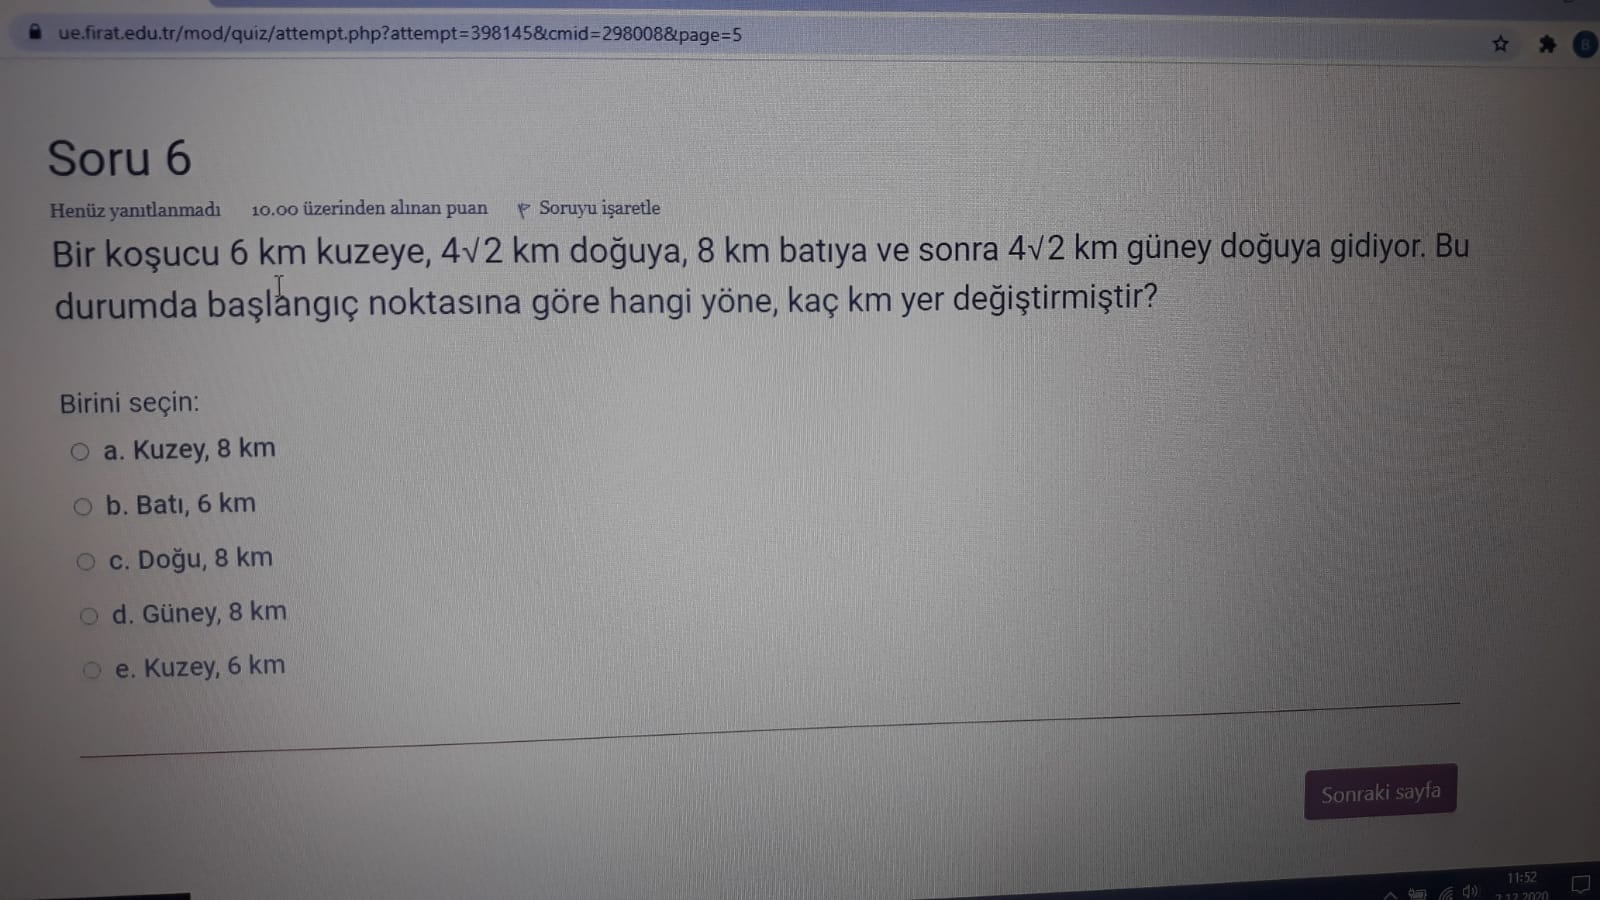 ue.firat.edu.tr/mod/quiz/attempt.php?attempt=398145&cmid=298008&page=5
B
Soru 6
Henüz yanıtlanmadı 10.00 üzerinden alınan puan Soruyu işaretle
Bir koşucu 6 km kuzeye, 4√2 km doğuya, 8 km batıya ve sonra 4√2 km güney doğuya gidiyor. Bu
durumda başlangıç noktasına göre hangi yöne, kaç km yer değiştirmiştir?
Birini seçin:
a. Kuzey, 8 km
b. Batı, 6 km
c. Doğu, 8 km
d. Güney, 8 km
e. Kuzey, 6 km
Sonraki sayfa
11:52